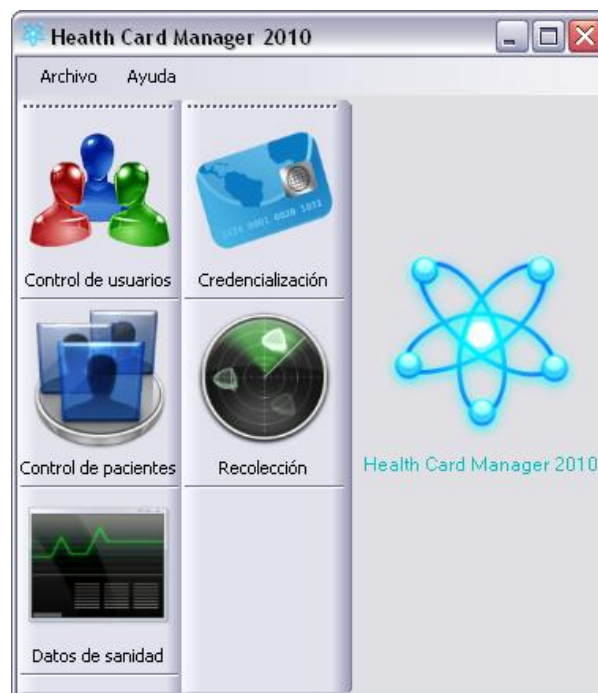 Health Card Manager 2010
Archivo Ayuda
Control de usuarios
Credencialización
Control de pacientes
Recolección
Datos de sanidad
Health Card Manager 2010